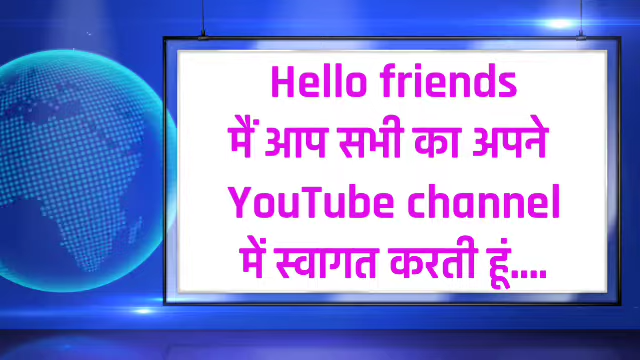 Hello friends
मैं आप सभी का अपने
YouTube channel
में स्वागत करती हूं....